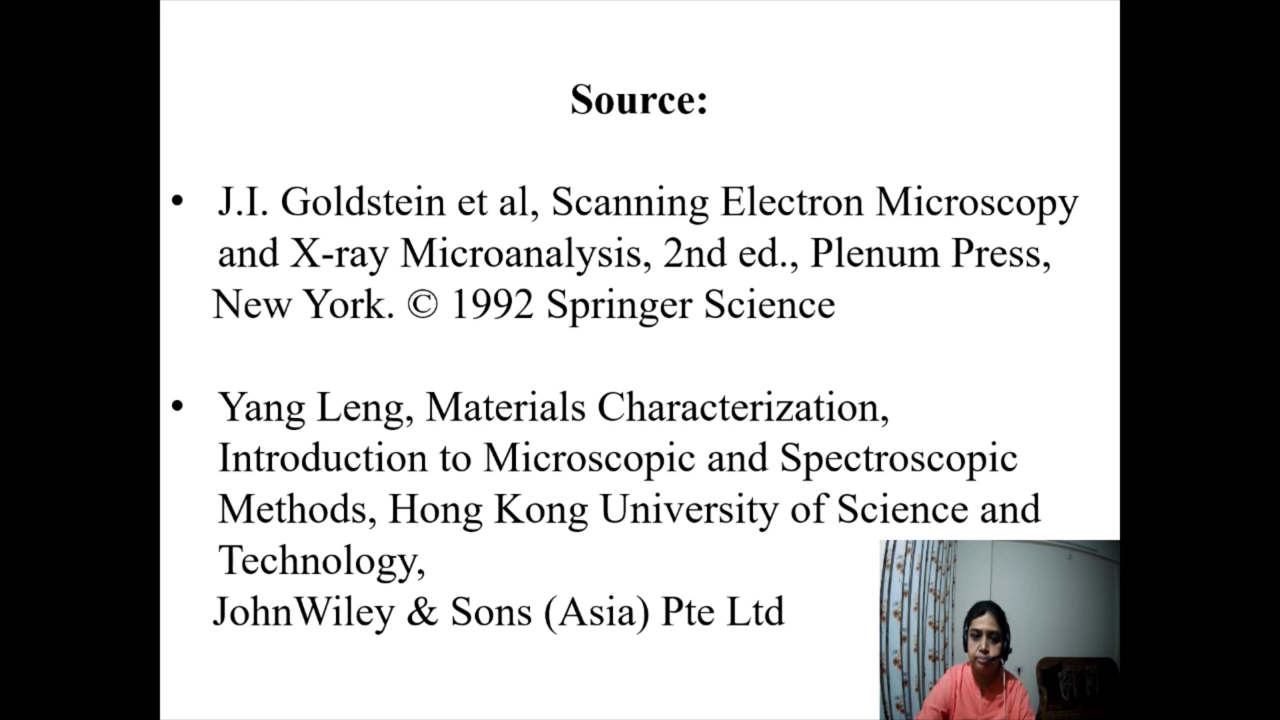 Source:
• J.I. Goldstein et al, Scanning Electron Microscopy
and X-ray Microanalysis, 2nd ed., Plenum Press,
New York. © 1992 Springer Science
• Yang Leng, Materials Characterization,
Introduction to Microscopic and Spectroscopic
Methods, Hong Kong University of Science and
Technology,
JohnWiley & Sons (Asia) Pte Ltd